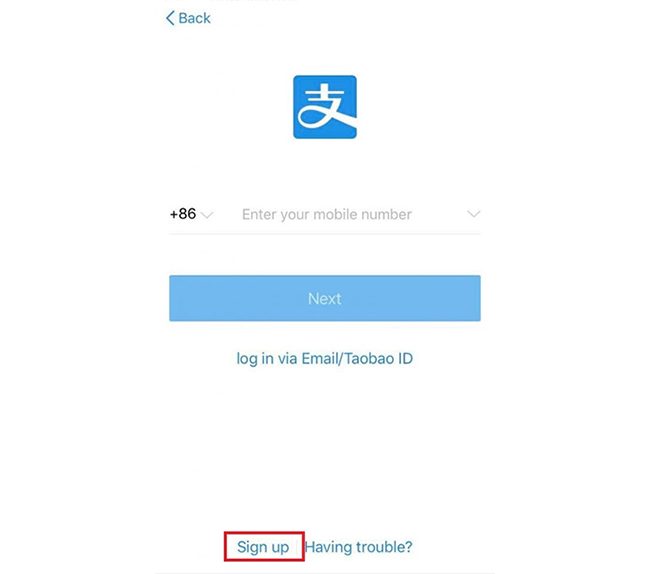 Back
支
+86 Enter your mobile number
Next
log in via Email/Taobao ID
Sign up Having trouble?